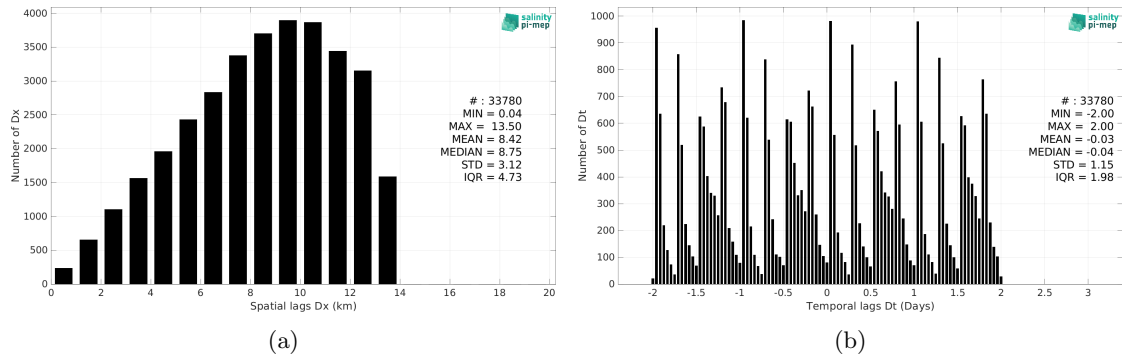 salinity
pi-mep
4000
3500
3000
2500
2000
1500
1000
500
0
Number of Dx
# : 33780
MIN = 0.04
MAX = 13.50
MEAN = 8.42
MEDIAN = 8.75
STD = 3.12
IQR = 4.73
0 2 4 6 8 10 12 14 16 18 20
Spatial lags Dx (km)
(a)
salinity
pi-mep
1000
900
800
700
600
500
400
300
200
100
0
Number of Dt
# : 33780
MIN = -2.00
MAX = 2.00
MEAN = -0.03
MEDIAN = -0.04
STD = 1.15
IQR = 1.98
-2 -1.5 -1 -0.5 0 0.5 1 1.5 2 2.5 3
Temporal lags Dt (Days)
(b)